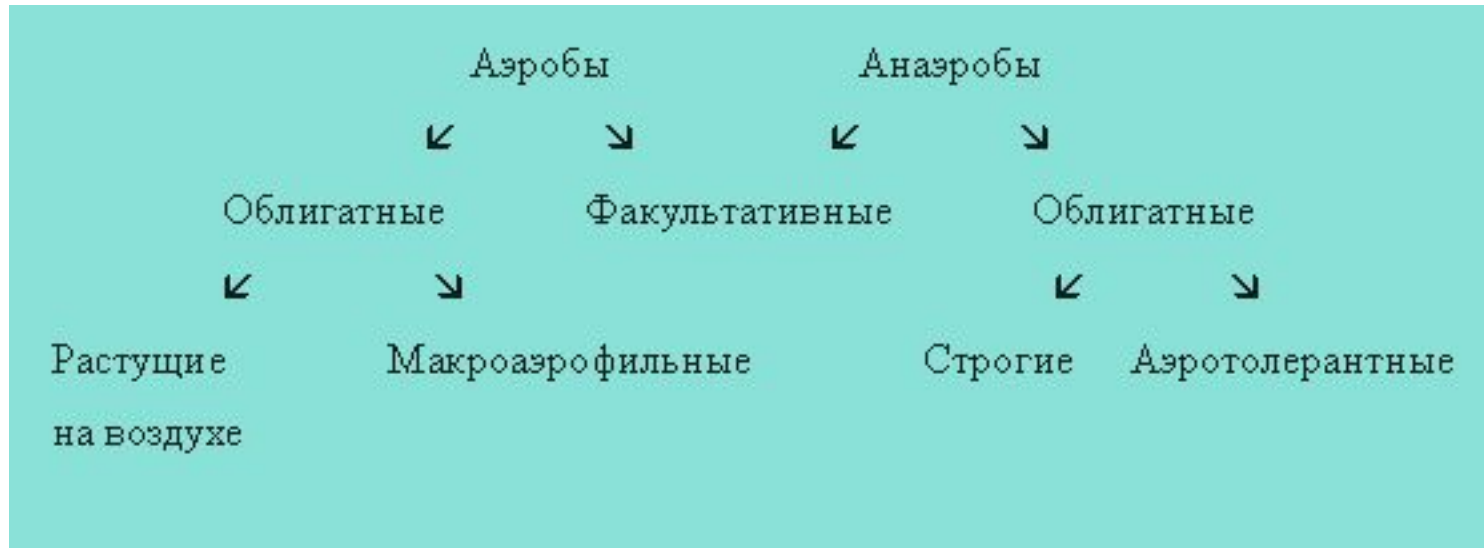 Аэробы Анаэробы
Облигатные Факультативные Облигатные
Растущие Макроаэрофильные Строгие Аэротолерантные
на воздухе